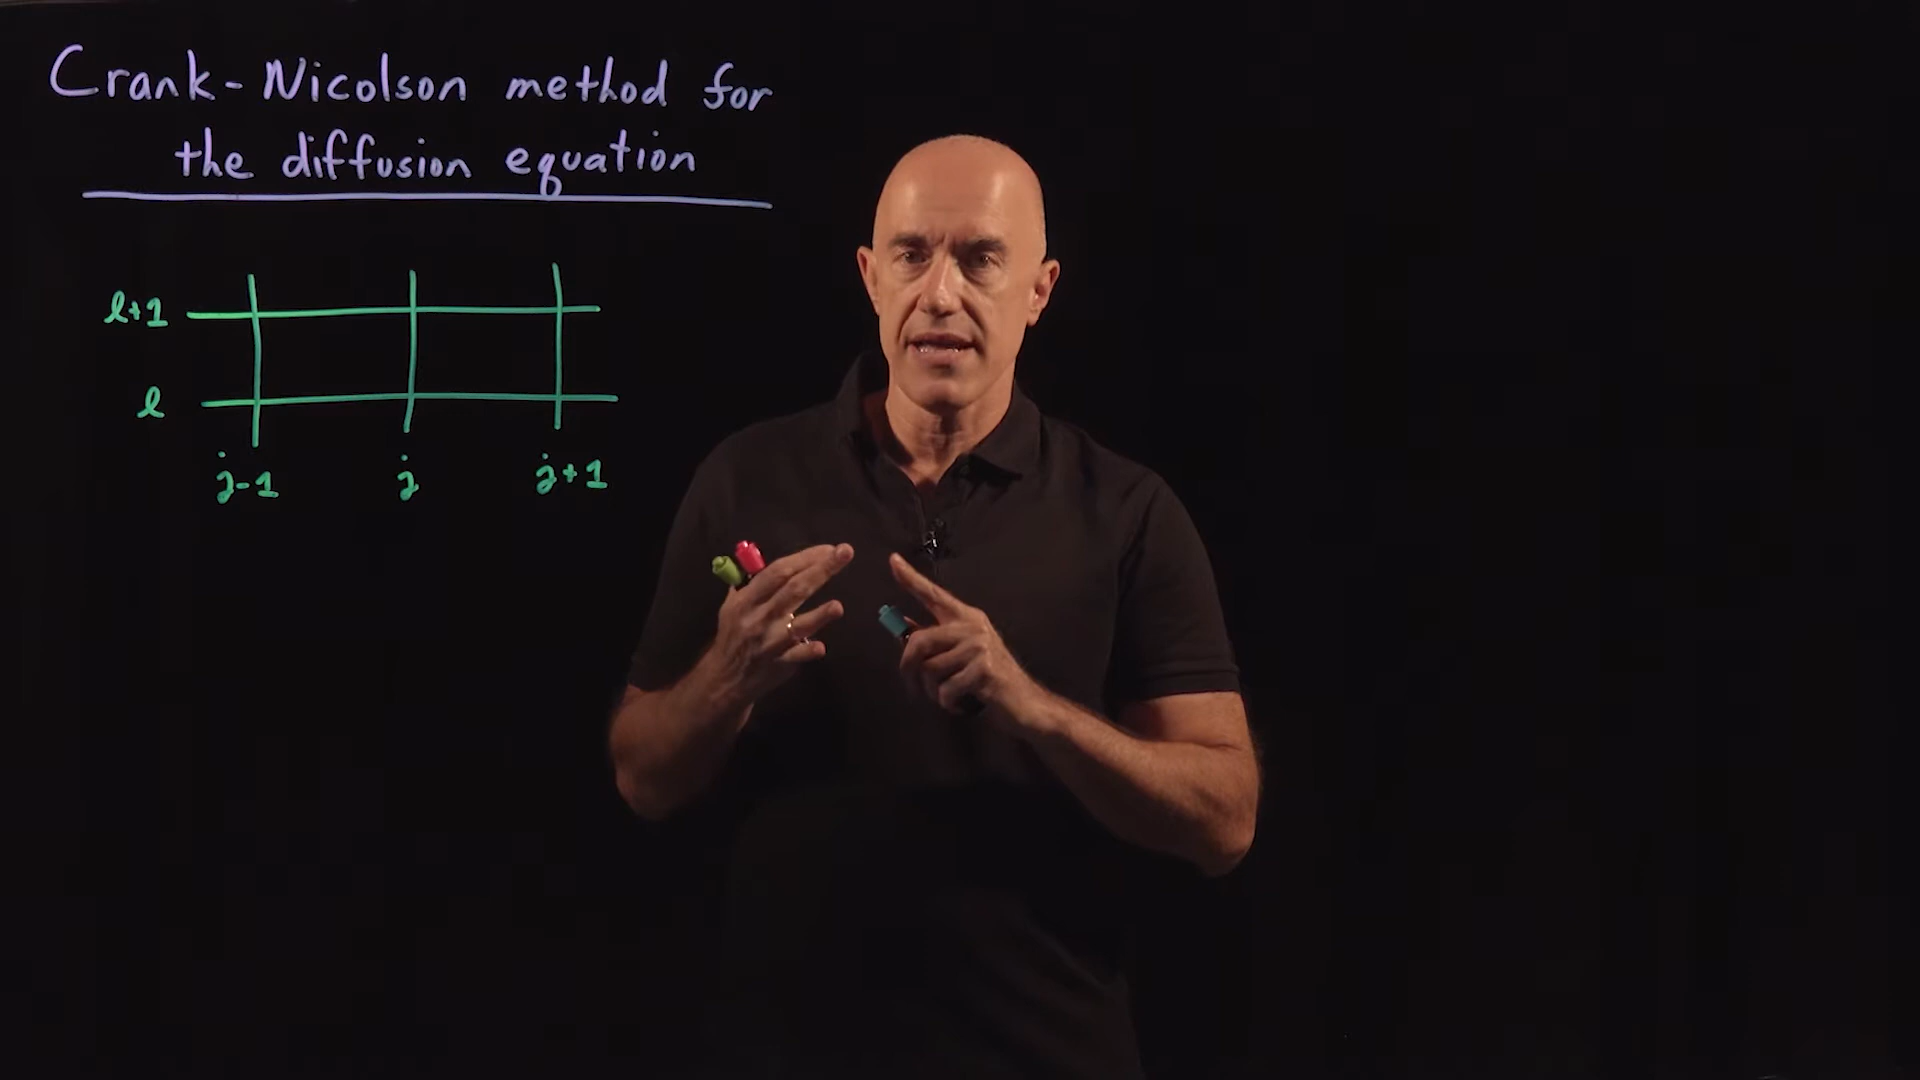 Crank-Nicolson method for
the diffusion equation
l+1
l
j-1 j j+1